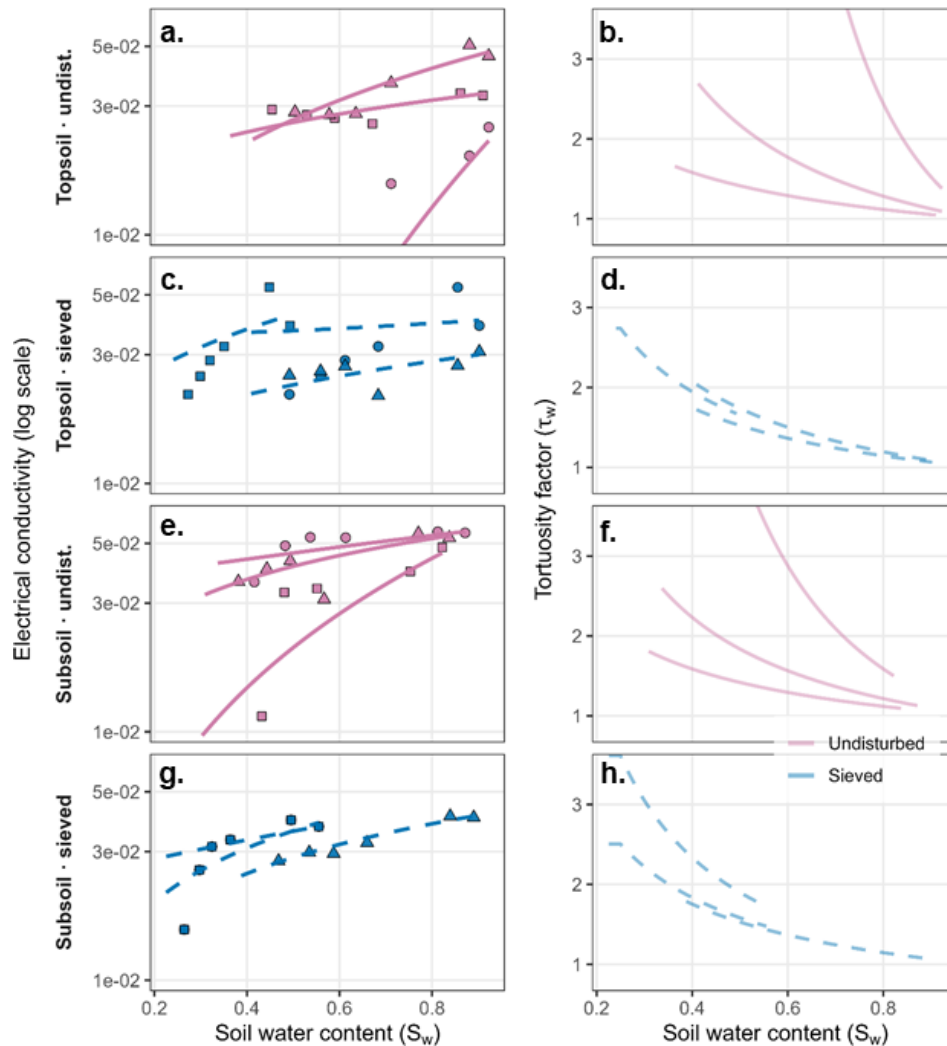 Electrical conductivity (log scale)
Topsoil · undist.
a.
5e-02
3e-02
1e-02
Topsoil · sieved
c.
5e-02
3e-02
1e-02
Subsoil · undist.
e.
5e-02
3e-02
1e-02
Subsoil · sieved
g.
5e-02
3e-02
1e-02
0.2 0.4 0.6 0.8
Soil water content (Sw)
Tortuosity factor (τw)
b.
3
2
1
d.
3
2
1
f.
3
2
1
Undisturbed
Sieved
h.
3
2
1
0.2 0.4 0.6 0.8
Soil water content (Sw)